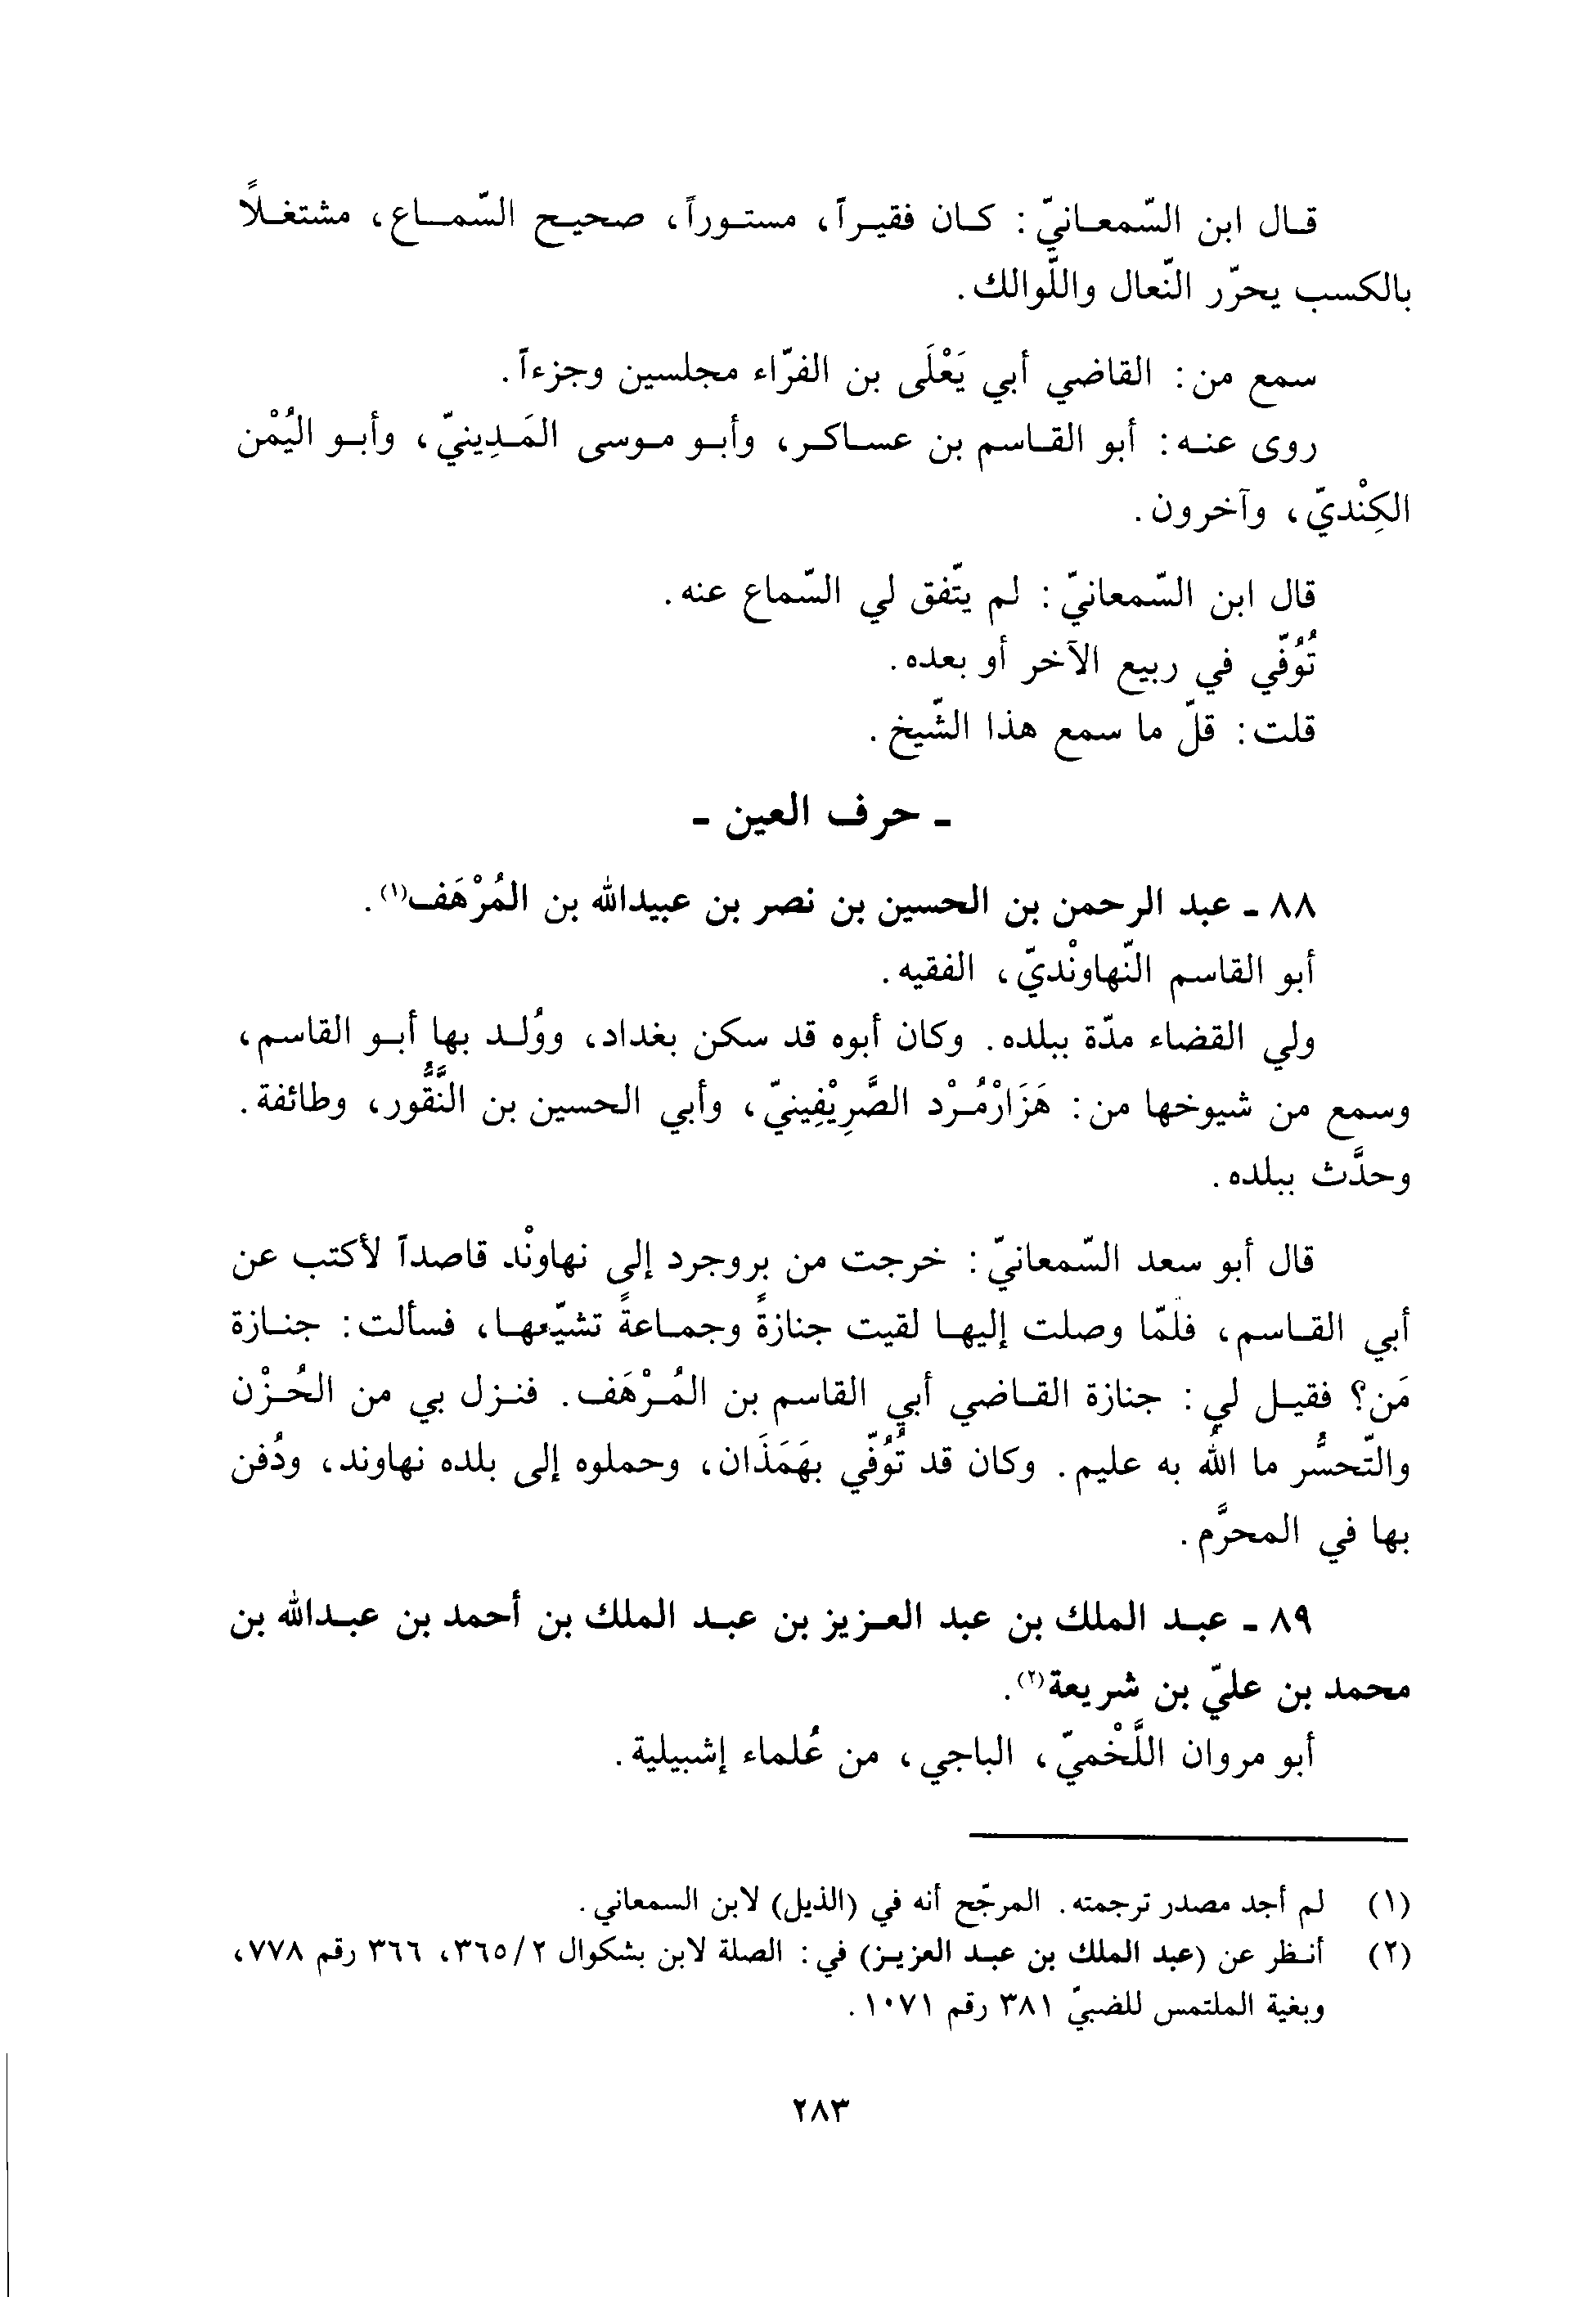 قال ابن السّمعانيّ: كان فقيراً، مستوراً، صحيح السّماع، مشتغلاً
بالكسب يحرّر النّعال واللّوالك.
سمع من: القاضي أبي يَعْلَى بن الفرّاء مجلسين وجزءاً.
روى عنه: أبو القاسم بن عساكر، وأبو موسى المَدِينيّ، وأبو اليُمْن
الكِنْديّ، وآخرون.
قال ابن السّمعانيّ: لم يتّفق لي السّماع عنه.
تُوُفّي في ربيع الآخر أو بعده.
قلت: قلّ ما سمع هذا الشّيخ.
ـ حرف العين ـ
٨٨ ـ عبد الرحمن بن الحسين بن نصر بن عبيدالله بن المُرْهَف(١).
أبو القاسم النّهاونْديّ، الفقيه.
ولي القضاء مدّة ببلده. وكان أبوه قد سكن بغداد، ووُلد بها أبو القاسم،
وسمع من شيوخها من: هَزَارْمُرْد الصَّرِيْفِينيّ، وأبي الحسين بن النَّقُّور، وطائفة.
وحدَّث ببلده.
قال أبو سعد السّمعانيّ: خرجت من بروجرد إلى نهاونْد قاصداً لأكتب عن
أبي القاسم، فلَمّا وصلت إليها لقيت جنازةً وجماعةً تشيّعها، فسألت: جنازة
مَن؟ فقيل لي: جنازة القاضي أبي القاسم بن المُرْهَف. فنزل بي من الحُزْن
والتّحسُّر ما اللهُ به عليم. وكان قد تُوُفّي بهَمَذَان، وحملوه إلى بلده نهاوند، ودُفن
بها في المحرَّم.
٨٩ ـ عبد الملك بن عبد العزيز بن عبد الملك بن أحمد بن عبدالله بن
محمد بن عليّ بن شريعة(٢).
أبو مروان اللَّخْميّ، الباجي، من عُلماء إشبيلية.
(١) لم أجد مصدر ترجمته. المرجّح أنه في (الذيل) لابن السمعاني.
(٢) أنظر عن (عبد الملك بن عبد العزيز) في: الصلة لابن بشكوال ٢/٣٦٥، ٣٦٦ رقم ٧٧٨،
وبغية الملتمس للضبيّ ٣٨١ رقم ١٠٧١.
٢٨٣